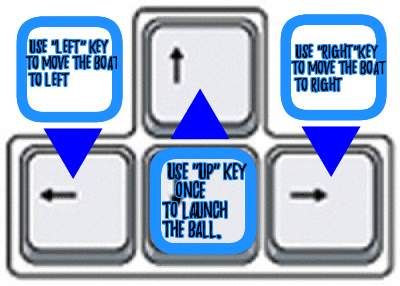 USE "LEFT" KEY
TO MOVE THE BOAT
TO LEFT
USE "RIGHT"KEY
TO MOVE THE BOAT
TO RIGHT
USE "UP" KEY
ONCE
TO LAUNCH
THE BALL.